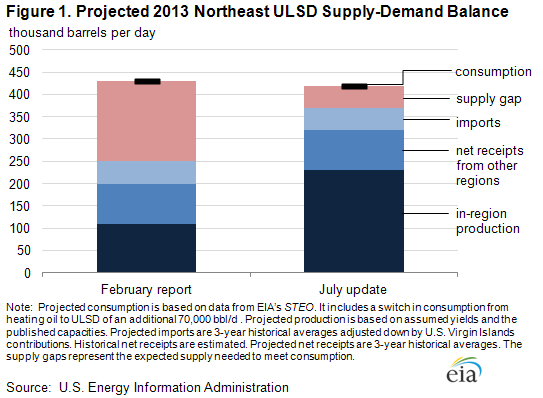 Figure 1. Projected 2013 Northeast ULSD Supply-Demand Balance
thousand barrels per day
500
450
400
350
300
250
200
150
100
50
0
consumption
supply gap
imports
net receipts
from other
regions
in-region
production
February report
July update
Note: Projected consumption is based on data from EIA's STEO. It includes a switch in consumption from
heating oil to ULSD of an additional 70,000 bbl/d . Projected production is based on assumed yields and the
published capacities. Projected imports are 3-year historical averages adjusted down by U.S. Virgin Islands
contributions. Historical net receipts are estimated. Projected net receipts are 3-year historical averages. The
supply gaps represent the expected supply needed to meet consumption.
eia
Source: U.S. Energy Information Administration